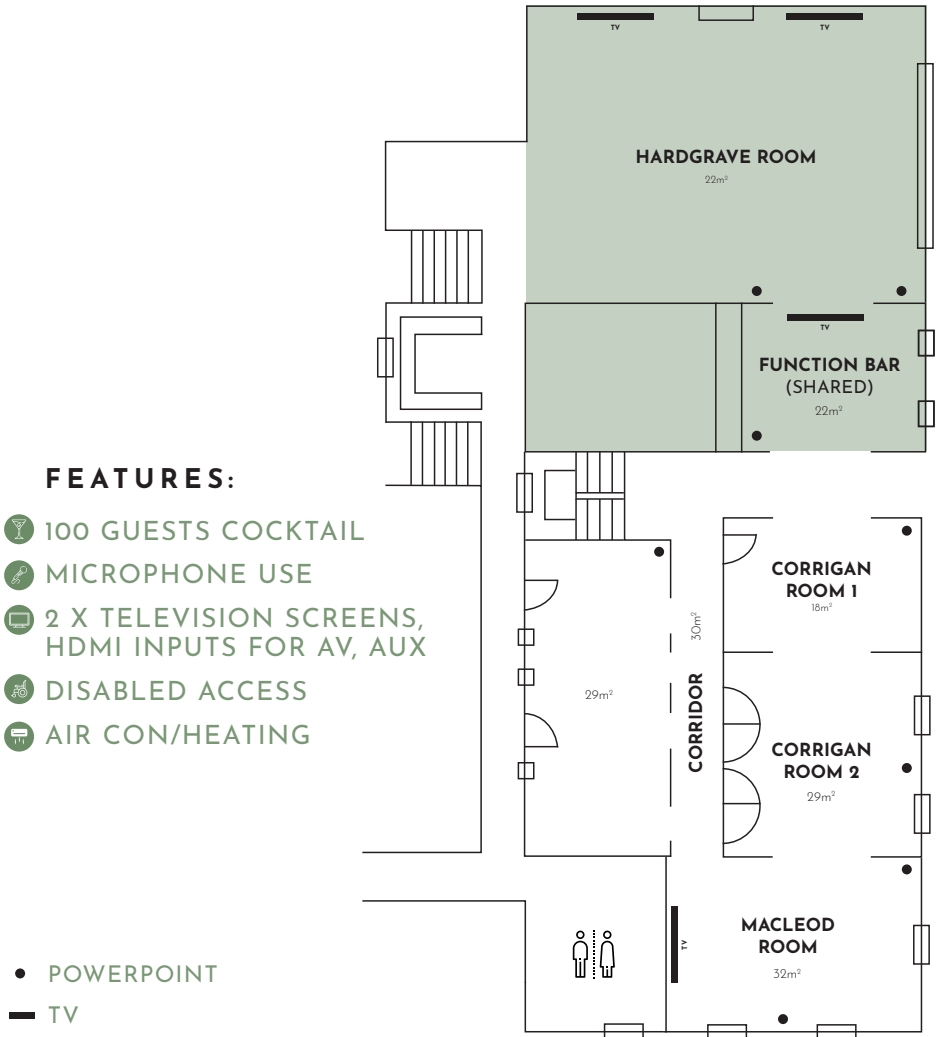 TV
TV
HARDGRAVE ROOM
22m²
TV
FUNCTION BAR
(SHARED)
22m²
FEATURES:
100 GUESTS COCKTAIL
MICROPHONE USE
2 X TELEVISION SCREENS,
HDMI INPUTS FOR AV, AUX
DISABLED ACCESS
AIR CON/HEATING
CORRIGAN
ROOM 1
18m²
30m²
CORRIDOR
29m²
CORRIGAN
ROOM 2
29m²
MACLEOD
ROOM
32m²
TV
POWERPOINT
TV